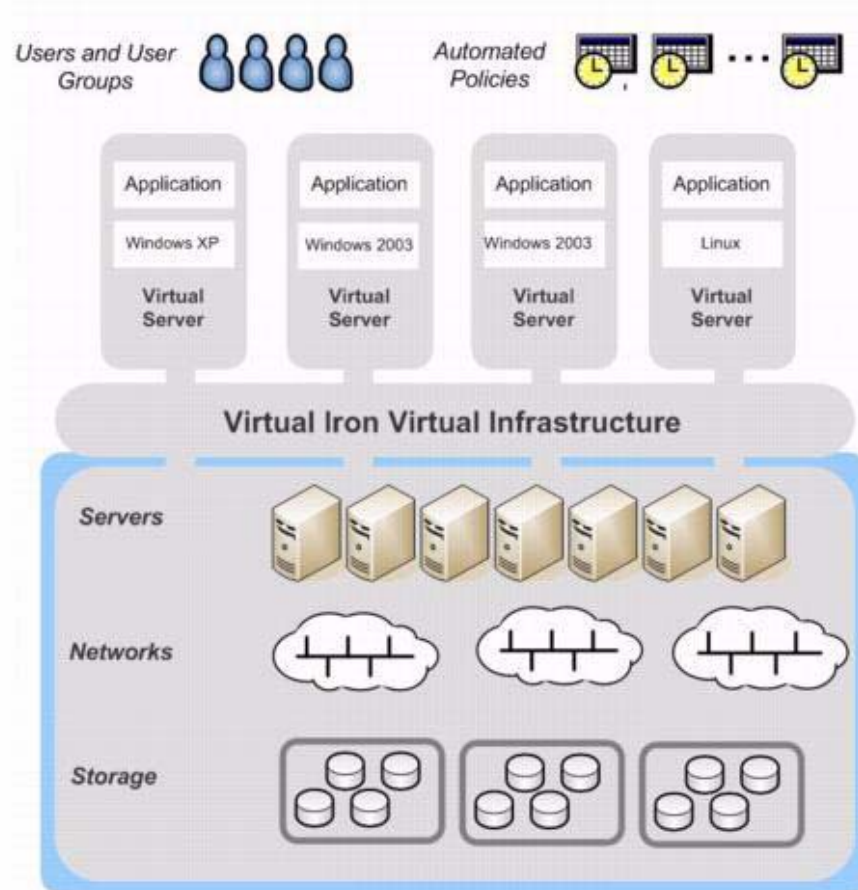 Users and User
Groups
Automated
Policies
Application
Windows XP
Virtual
Server
Application
Windows 2003
Virtual
Server
Application
Windows 2003
Virtual
Server
Application
Linux
Virtual
Server
Virtual Iron Virtual Infrastructure
Servers
Networks
Storage